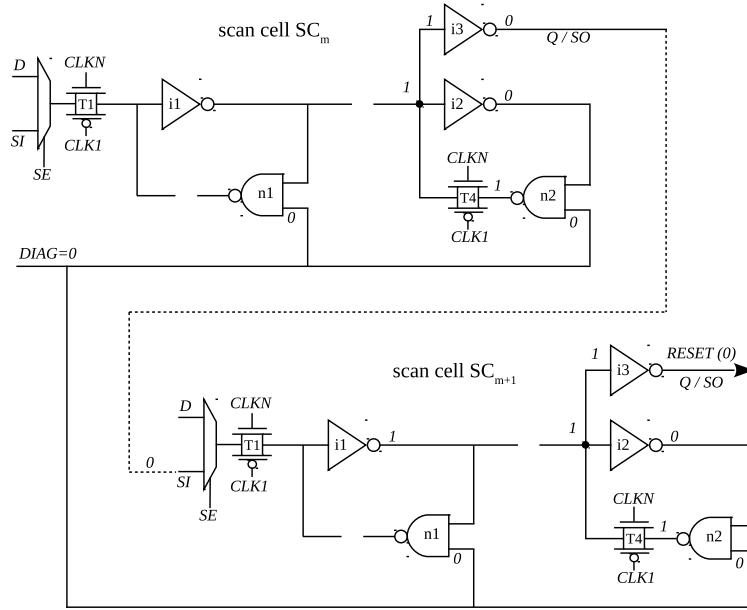 1
i3
0
Q / SO
scan cell SCm
D
CLKN
T1
i1
1
i2
0
SI
CLK1
SE
CLKN
n1
0
T4
1
n2
0
CLK1
DIAG=0
1
i3
RESET (0)
Q / SO
scan cell SCm+1
D
CLKN
T1
i1
1
1
i2
0
0
SI
CLK1
SE
CLKN
n1
0
T4
1
n2
0
CLK1